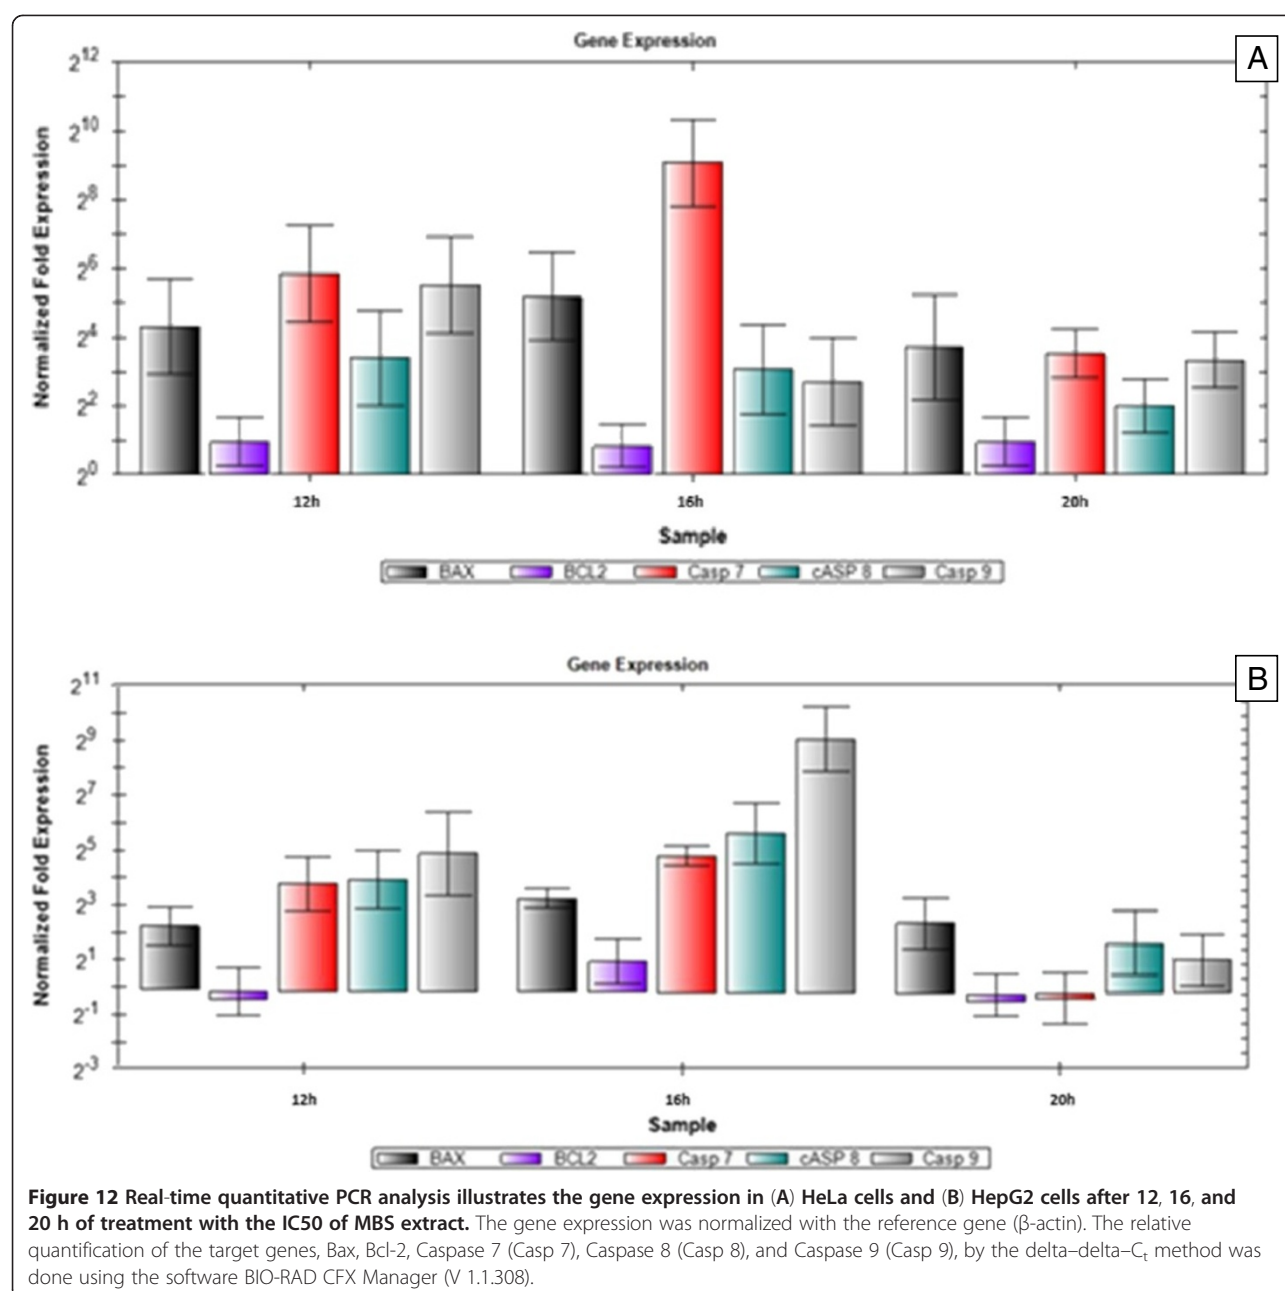 Gene Expression
A
2^12
2^10
2^8
2^6
2^4
2^2
2^0
Normalized Fold Expression
12h 16h 20h
Sample
BAX BCL2 Casp 7 cASP 8 Casp 9
Gene Expression
B
2^11
2^9
2^7
2^5
2^3
2^1
2^-1
2^-3
Normalized Fold Expression
12h 16h 20h
Sample
BAX BCL2 Casp 7 cASP 8 Casp 9
Figure 12 Real-time quantitative PCR analysis illustrates the gene expression in (A) HeLa cells and (B) HepG2 cells after 12, 16, and
20 h of treatment with the IC50 of MBS extract. The gene expression was normalized with the reference gene (β-actin). The relative
quantification of the target genes, Bax, Bcl-2, Caspase 7 (Casp 7), Caspase 8 (Casp 8), and Caspase 9 (Casp 9), by the delta–delta–Ct method was
done using the software BIO-RAD CFX Manager (V 1.1.308).